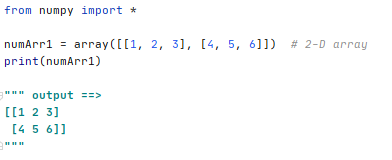 from numpy import *
numArr1 = array([[1, 2, 3], [4, 5, 6]])  # 2-D array
print(numArr1)
""" output ==>
[[1 2 3]
 [4 5 6]]
"""